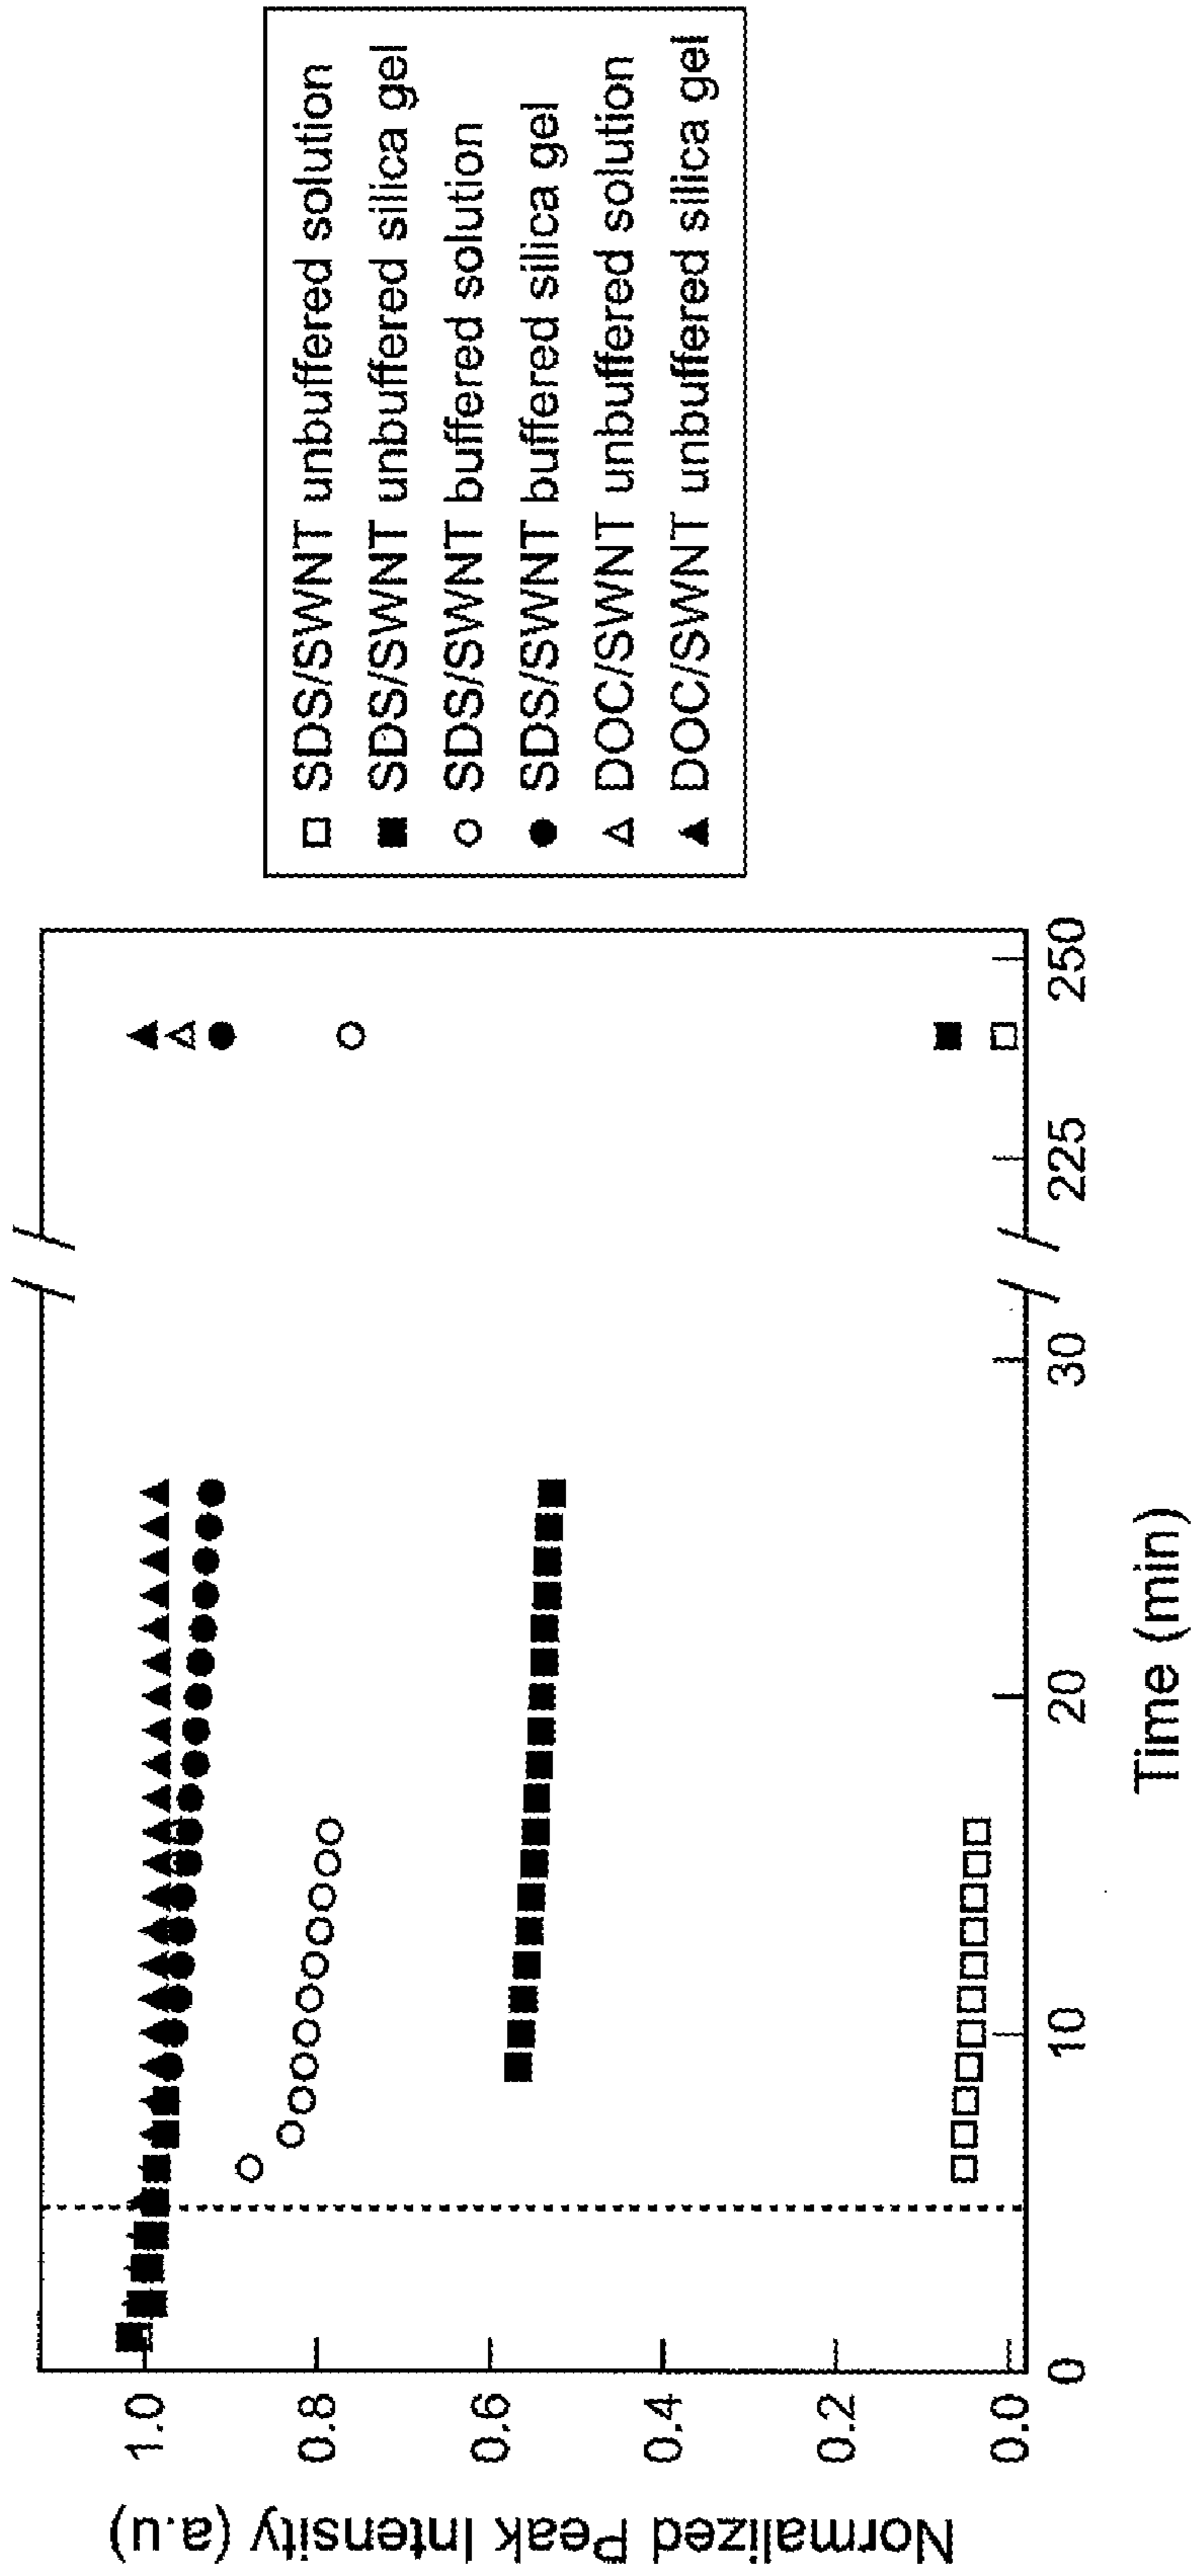 Normalized Peak Intensity (a.u)
1.0
0.8
0.6
0.4
0.2
0.0
0
10
20
30
225
250
Time (min)
SDS/SWNT unbuffered solution
SDS/SWNT unbuffered silica gel
SDS/SWNT buffered solution
SDS/SWNT buffered silica gel
DOC/SWNT unbuffered solution
DOC/SWNT unbuffered silica gel